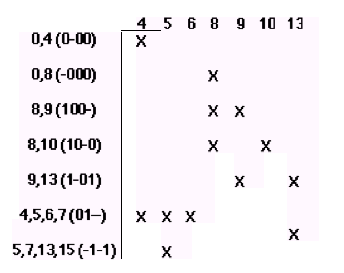 4 5 6 8 9 10 13
0,4 (0-00) X
0,8 (-000) X
8,9 (100-) X X
8,10 (10-0) X X
9,13 (1-01) X X
4,5,6,7 (01--) X X X
5,7,13,15 (-1-1) X X